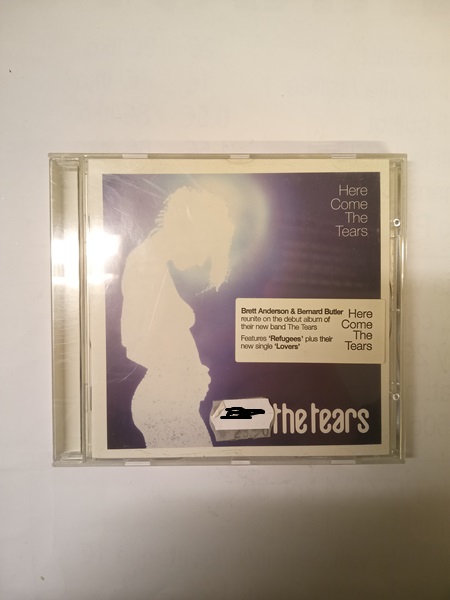 Here
Come
The
Tears
Brett Anderson & Bernard Butler
reunite on the debut album of
their new band The Tears
Features 'Refugees' plus their
new single 'Lovers'
Here
Come
The
Tears
the tears